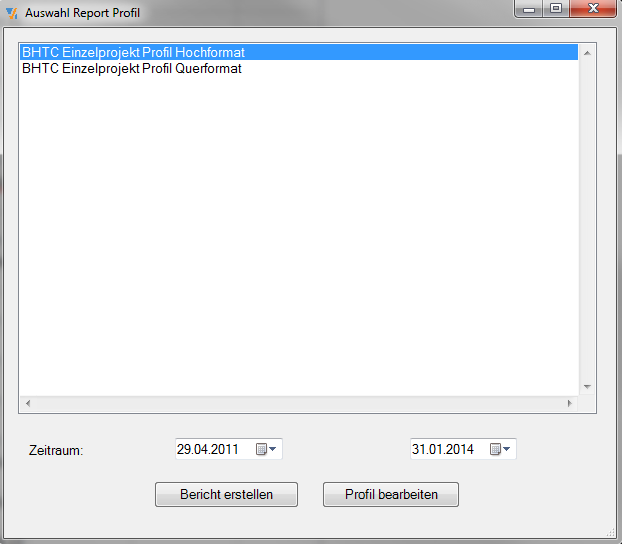 Auswahl Report Profil
BHTC Einzelprojekt Profil Hochformat
BHTC Einzelprojekt Profil Querformat
Zeitraum: 29.04.2011 31.01.2014
Bericht erstellen Profil bearbeiten